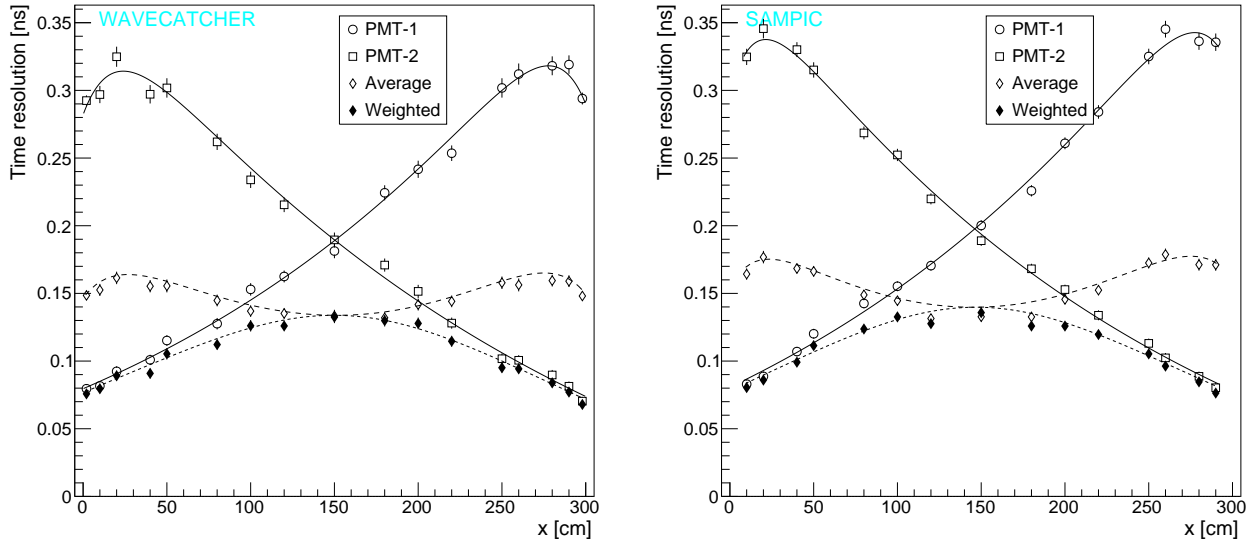 WAVECATCHER
Time resolution [ns]
PMT-1
PMT-2
Average
Weighted
0.35
0.3
0.25
0.2
0.15
0.1
0.05
0
0 50 100 150 200 250 300
x [cm]
SAMPIC
Time resolution [ns]
PMT-1
PMT-2
Average
Weighted
0.35
0.3
0.25
0.2
0.15
0.1
0.05
0
0 50 100 150 200 250 300
x [cm]